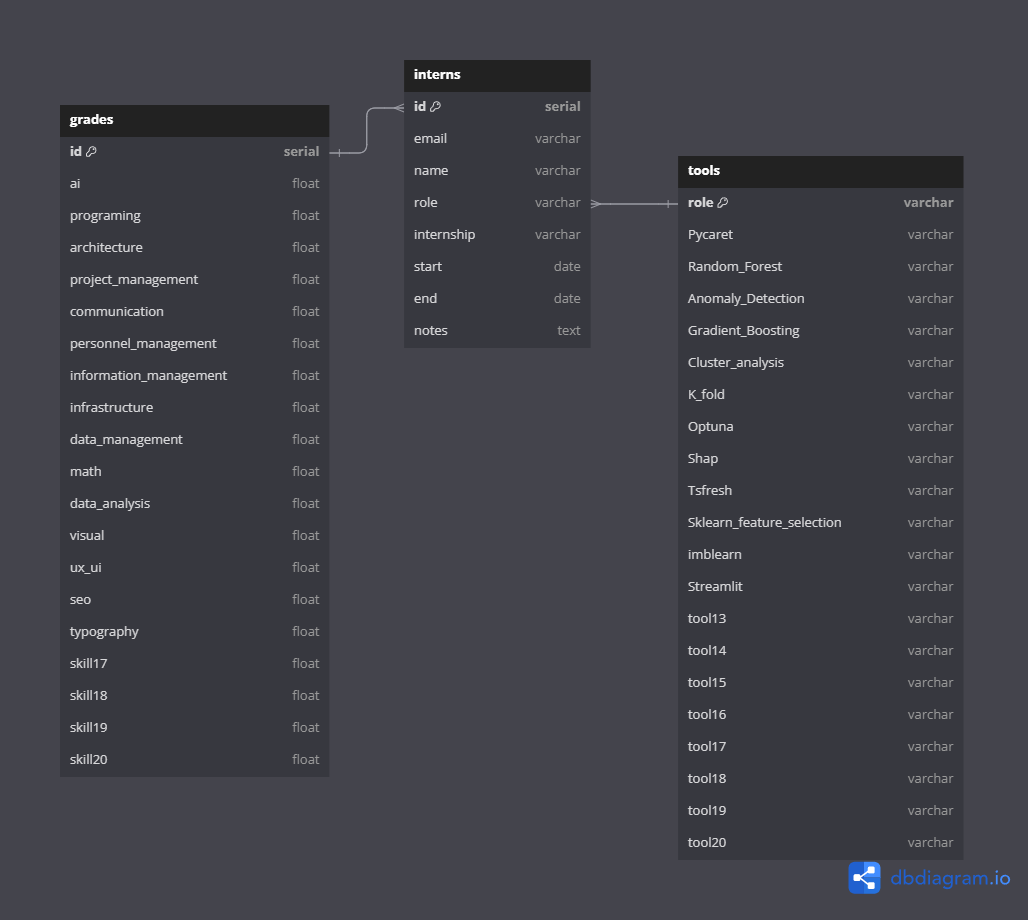 grades
id serial
ai float
programing float
architecture float
project_management float
communication float
personnel_management float
information_management float
infrastructure float
data_management float
math float
data_analysis float
visual float
ux_ui float
seo float
typography float
skill17 float
skill18 float
skill19 float
skill20 float
interns
id serial
email varchar
name varchar
role varchar
internship varchar
start date
end date
notes text
tools
role varchar
Pycaret varchar
Random_Forest varchar
Anomaly_Detection varchar
Gradient_Boosting varchar
Cluster_analysis varchar
K_fold varchar
Optuna varchar
Shap varchar
Tsfresh varchar
Sklearn_feature_selection varchar
imblearn varchar
Streamlit varchar
tool13 varchar
tool14 varchar
tool15 varchar
tool16 varchar
tool17 varchar
tool18 varchar
tool19 varchar
tool20 varchar
dbdiagram.io